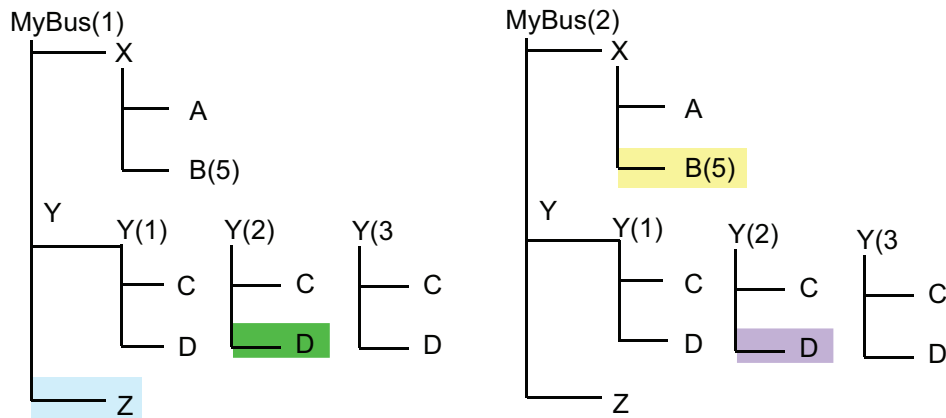 MyBus(1)
X
A
B(5)
Y
Y(1)
Y(2)
Y(3
C
C
C
D
D
D
Z
MyBus(2)
X
A
B(5)
Y
Y(1)
Y(2)
Y(3
C
C
C
D
D
D
Z